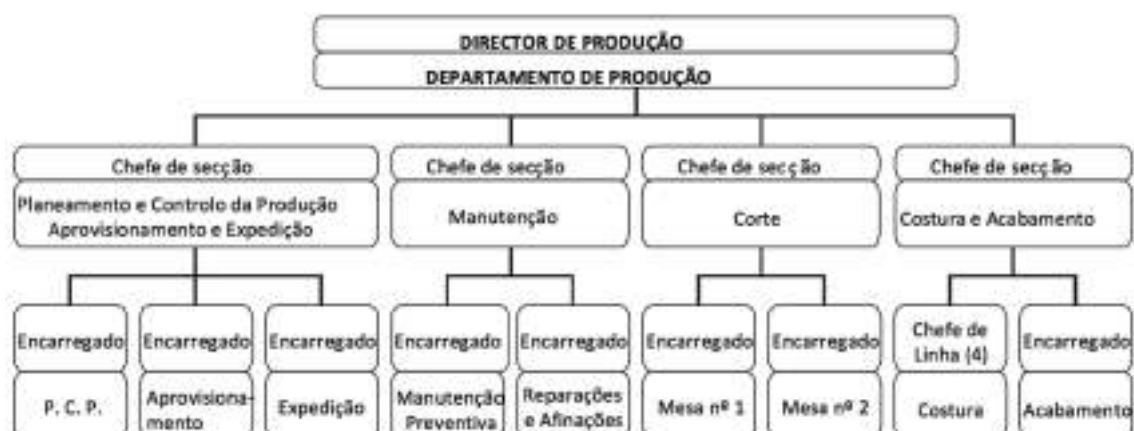 DIRECTOR DE PRODUÇÃO
DEPARTAMENTO DE PRODUÇÃO
Chefe de secção
Planeamento e Controlo da Produção
Aprovisionamento e Expedição
Chefe de secção
Manutenção
Chefe de secção
Corte
Chefe de secção
Costura e Acabamento
Encarregado
P. C. P.
Encarregado
Aprovisiona-
mento
Encarregado
Expedição
Encarregado
Manutenção
Preventiva
Encarregado
Reparações
e Afinações
Encarregado
Mesa nº 1
Encarregado
Mesa nº 2
Chefe de
Linha (4)
Costura
Encarregado
Acabamento